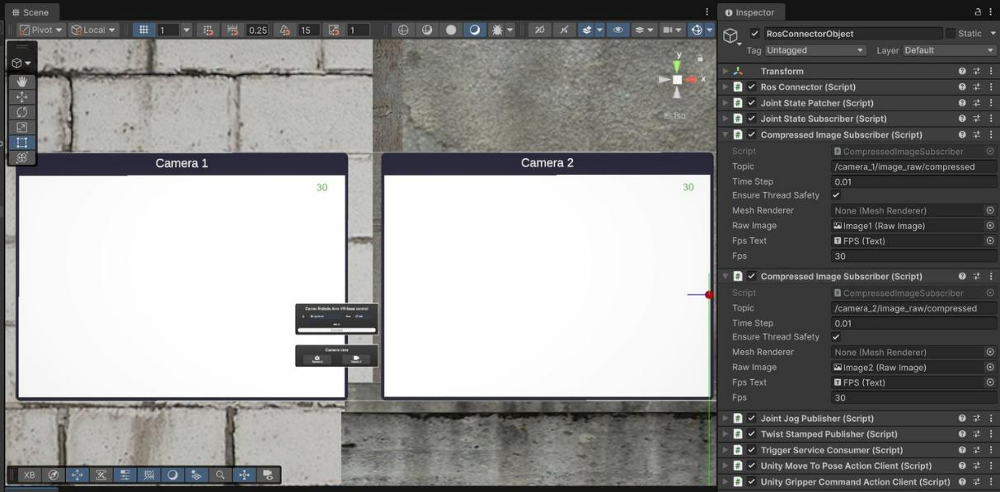 Scene
Pivot
Local
1
0.25
15
1
2D
y
x
Iso
Camera 1
30
Camera 2
30
Camera view
XB
Inspector
RosConnectorObject
Static
Tag
Untagged
Layer
Default
Transform
Ros Connector (Script)
Joint State Patcher (Script)
Joint State Subscriber (Script)
Compressed Image Subscriber (Script)
Script
CompressedImageSubscriber
Topic
/camera_1/image_raw/compressed
Time Step
0.01
Ensure Thread Safety
Mesh Renderer
None (Mesh Renderer)
Raw Image
Image1 (Raw Image)
Fps Text
FPS (Text)
Fps
30
Compressed Image Subscriber (Script)
Script
CompressedImageSubscriber
Topic
/camera_2/image_raw/compressed
Time Step
0.01
Ensure Thread Safety
Mesh Renderer
None (Mesh Renderer)
Raw Image
Image2 (Raw Image)
Fps Text
FPS (Text)
Fps
30
Joint Jog Publisher (Script)
Twist Stamped Publisher (Script)
Trigger Service Consumer (Script)
Unity Move To Pose Action Client (Script)
Unity Gripper Command Action Client (Script)